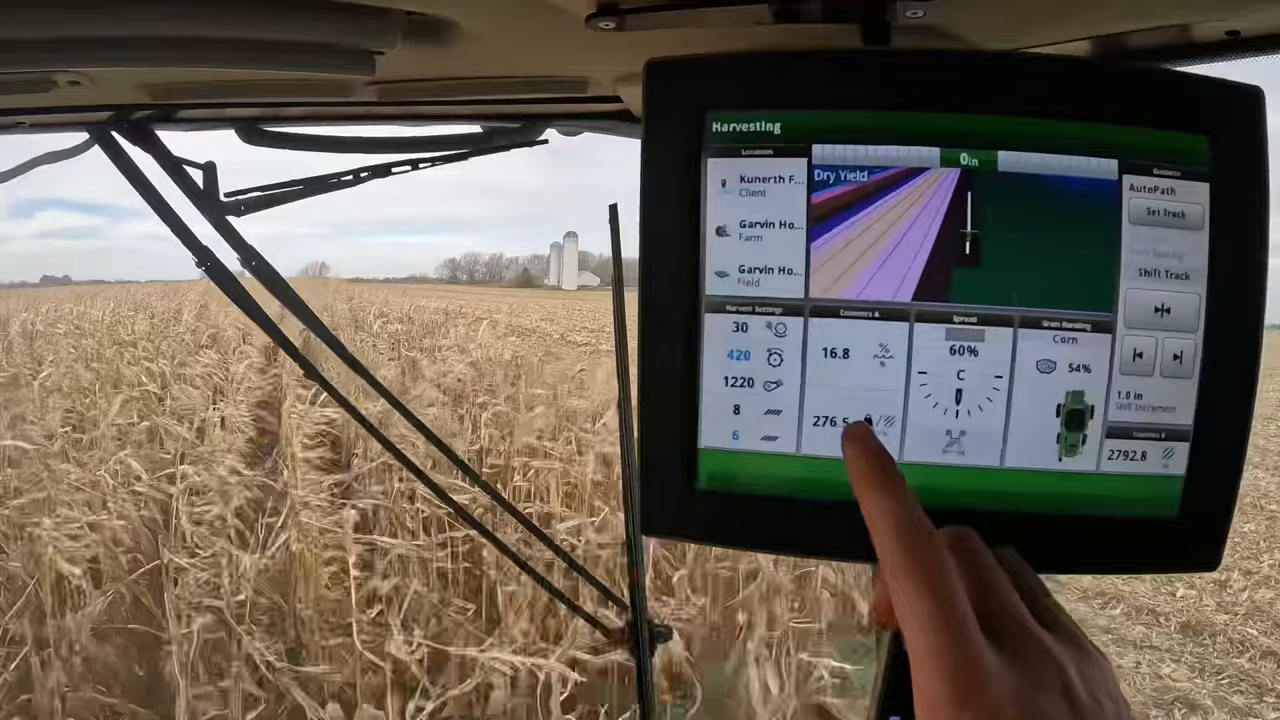 Harvesting
Location
Kunerth F...
Client
Garvin Ho...
Farm
Garvin Ho...
Field
0in
Dry Yield
Guidance
AutoPath
Set Track
Shift Track
1.0 in
Shift Increment
Harvest Settings
30
420
1220
8
6
16.8
%
276.5
Spread
60%
C
Grain Handling
Corn
54%
2792.8